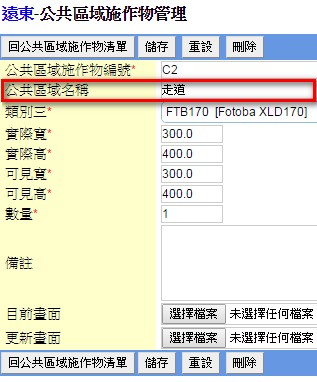 遠東-公共區域施作物管理
回公共區域施作物清單 儲存 重設 刪除
公共區域施作物編號* C2
公共區域名稱 走道
類別三* FTB170 [Fotoba XLD170]
實際寬* 300.0
實際高* 400.0
可見寬* 300.0
可見高* 400.0
數量* 1
備註
目前畫面 選擇檔案 未選擇任何檔案
更新畫面 選擇檔案 未選擇任何檔案
回公共區域施作物清單 儲存 重設 刪除